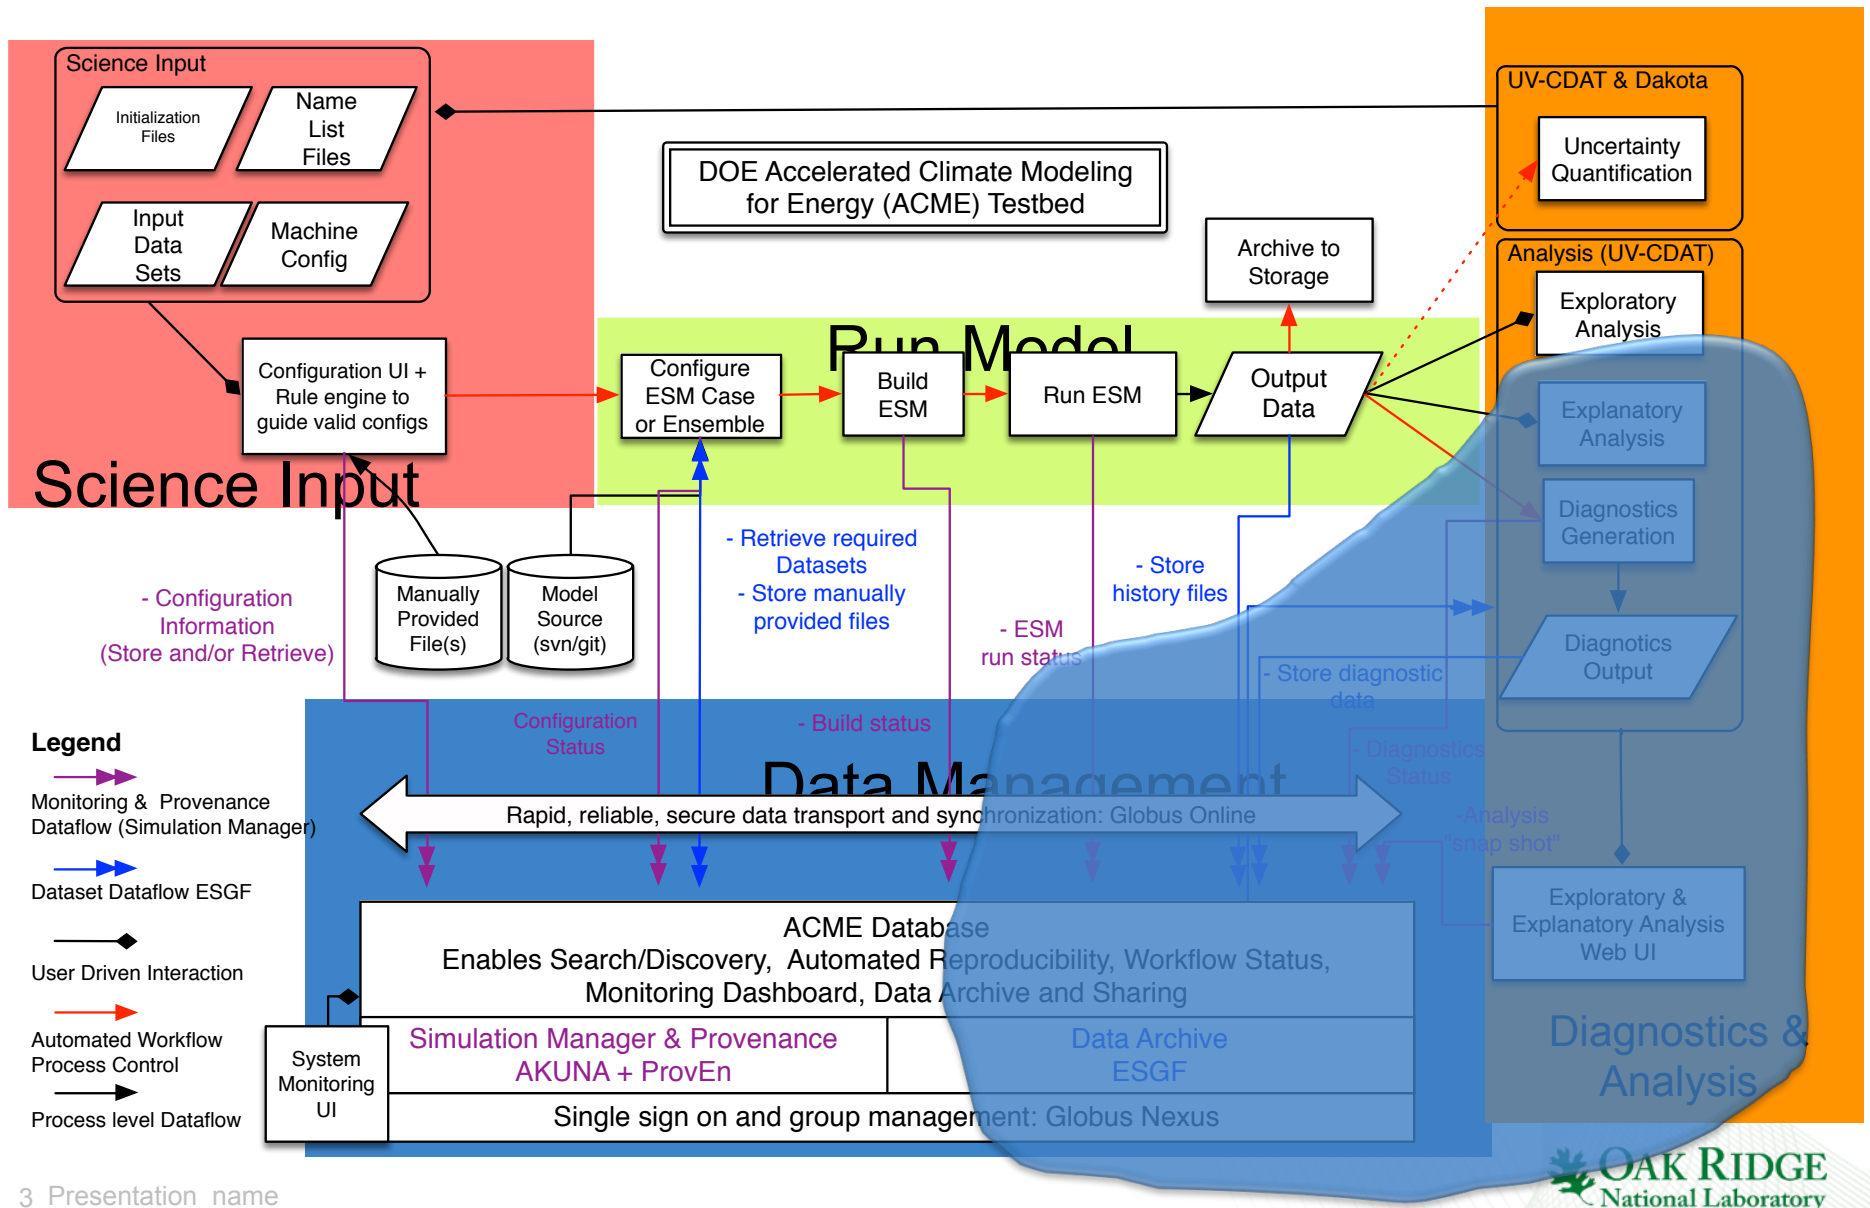 Science Input
Initialization
Files
Name
List
Files
Input
Data
Sets
Machine
Config
Configuration UI +
Rule engine to
guide valid configs
Science Input
DOE Accelerated Climate Modeling
for Energy (ACME) Testbed
Archive to
Storage
Run Model
Configure
ESM Case
or Ensemble
Build
ESM
Run ESM
Output
Data
UV-CDAT & Dakota
Uncertainty
Quantification
Analysis (UV-CDAT)
Exploratory
Analysis
Explanatory
Analysis
Diagnostics
Generation
Diagnotics
Output
Manually
Provided
File(s)
Model
Source
(svn/git)
- Configuration
Information
(Store and/or Retrieve)
- Retrieve required
Datasets
- Store manually
provided files
- Store
history files
- ESM
run status
- Store diagnostic
data
Configuration
Status
- Build status
- Diagnostics
Status
-Analysis
"snap shot"
Data Management
Rapid, reliable, secure data transport and synchronization: Globus Online
ACME Database
Enables Search/Discovery, Automated Reproducibility, Workflow Status,
Monitoring Dashboard, Data Archive and Sharing
Simulation Manager & Provenance
AKUNA + ProvEn
Data Archive
ESGF
Single sign on and group management: Globus Nexus
System
Monitoring
UI
Exploratory &
Explanatory Analysis
Web UI
Diagnostics &
Analysis
Legend
Monitoring & Provenance
Dataflow (Simulation Manager)
Dataset Dataflow ESGF
User Driven Interaction
Automated Workflow
Process Control
Process level Dataflow
3 Presentation name
OAK RIDGE
National Laboratory